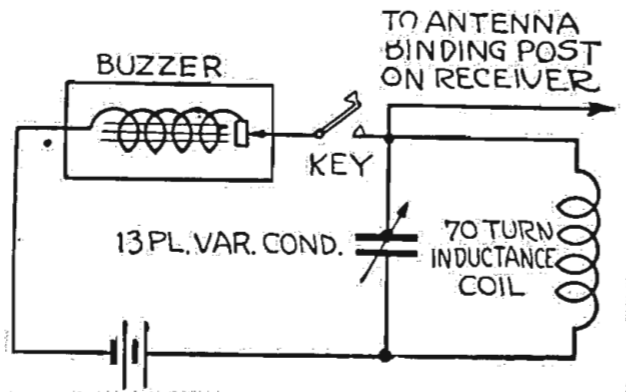 TO ANTENNA
BINDING POST
ON RECEIVER
BUZZER
KEY
13 PL. VAR. COND.
70 TURN
INDUCTANCE
COIL